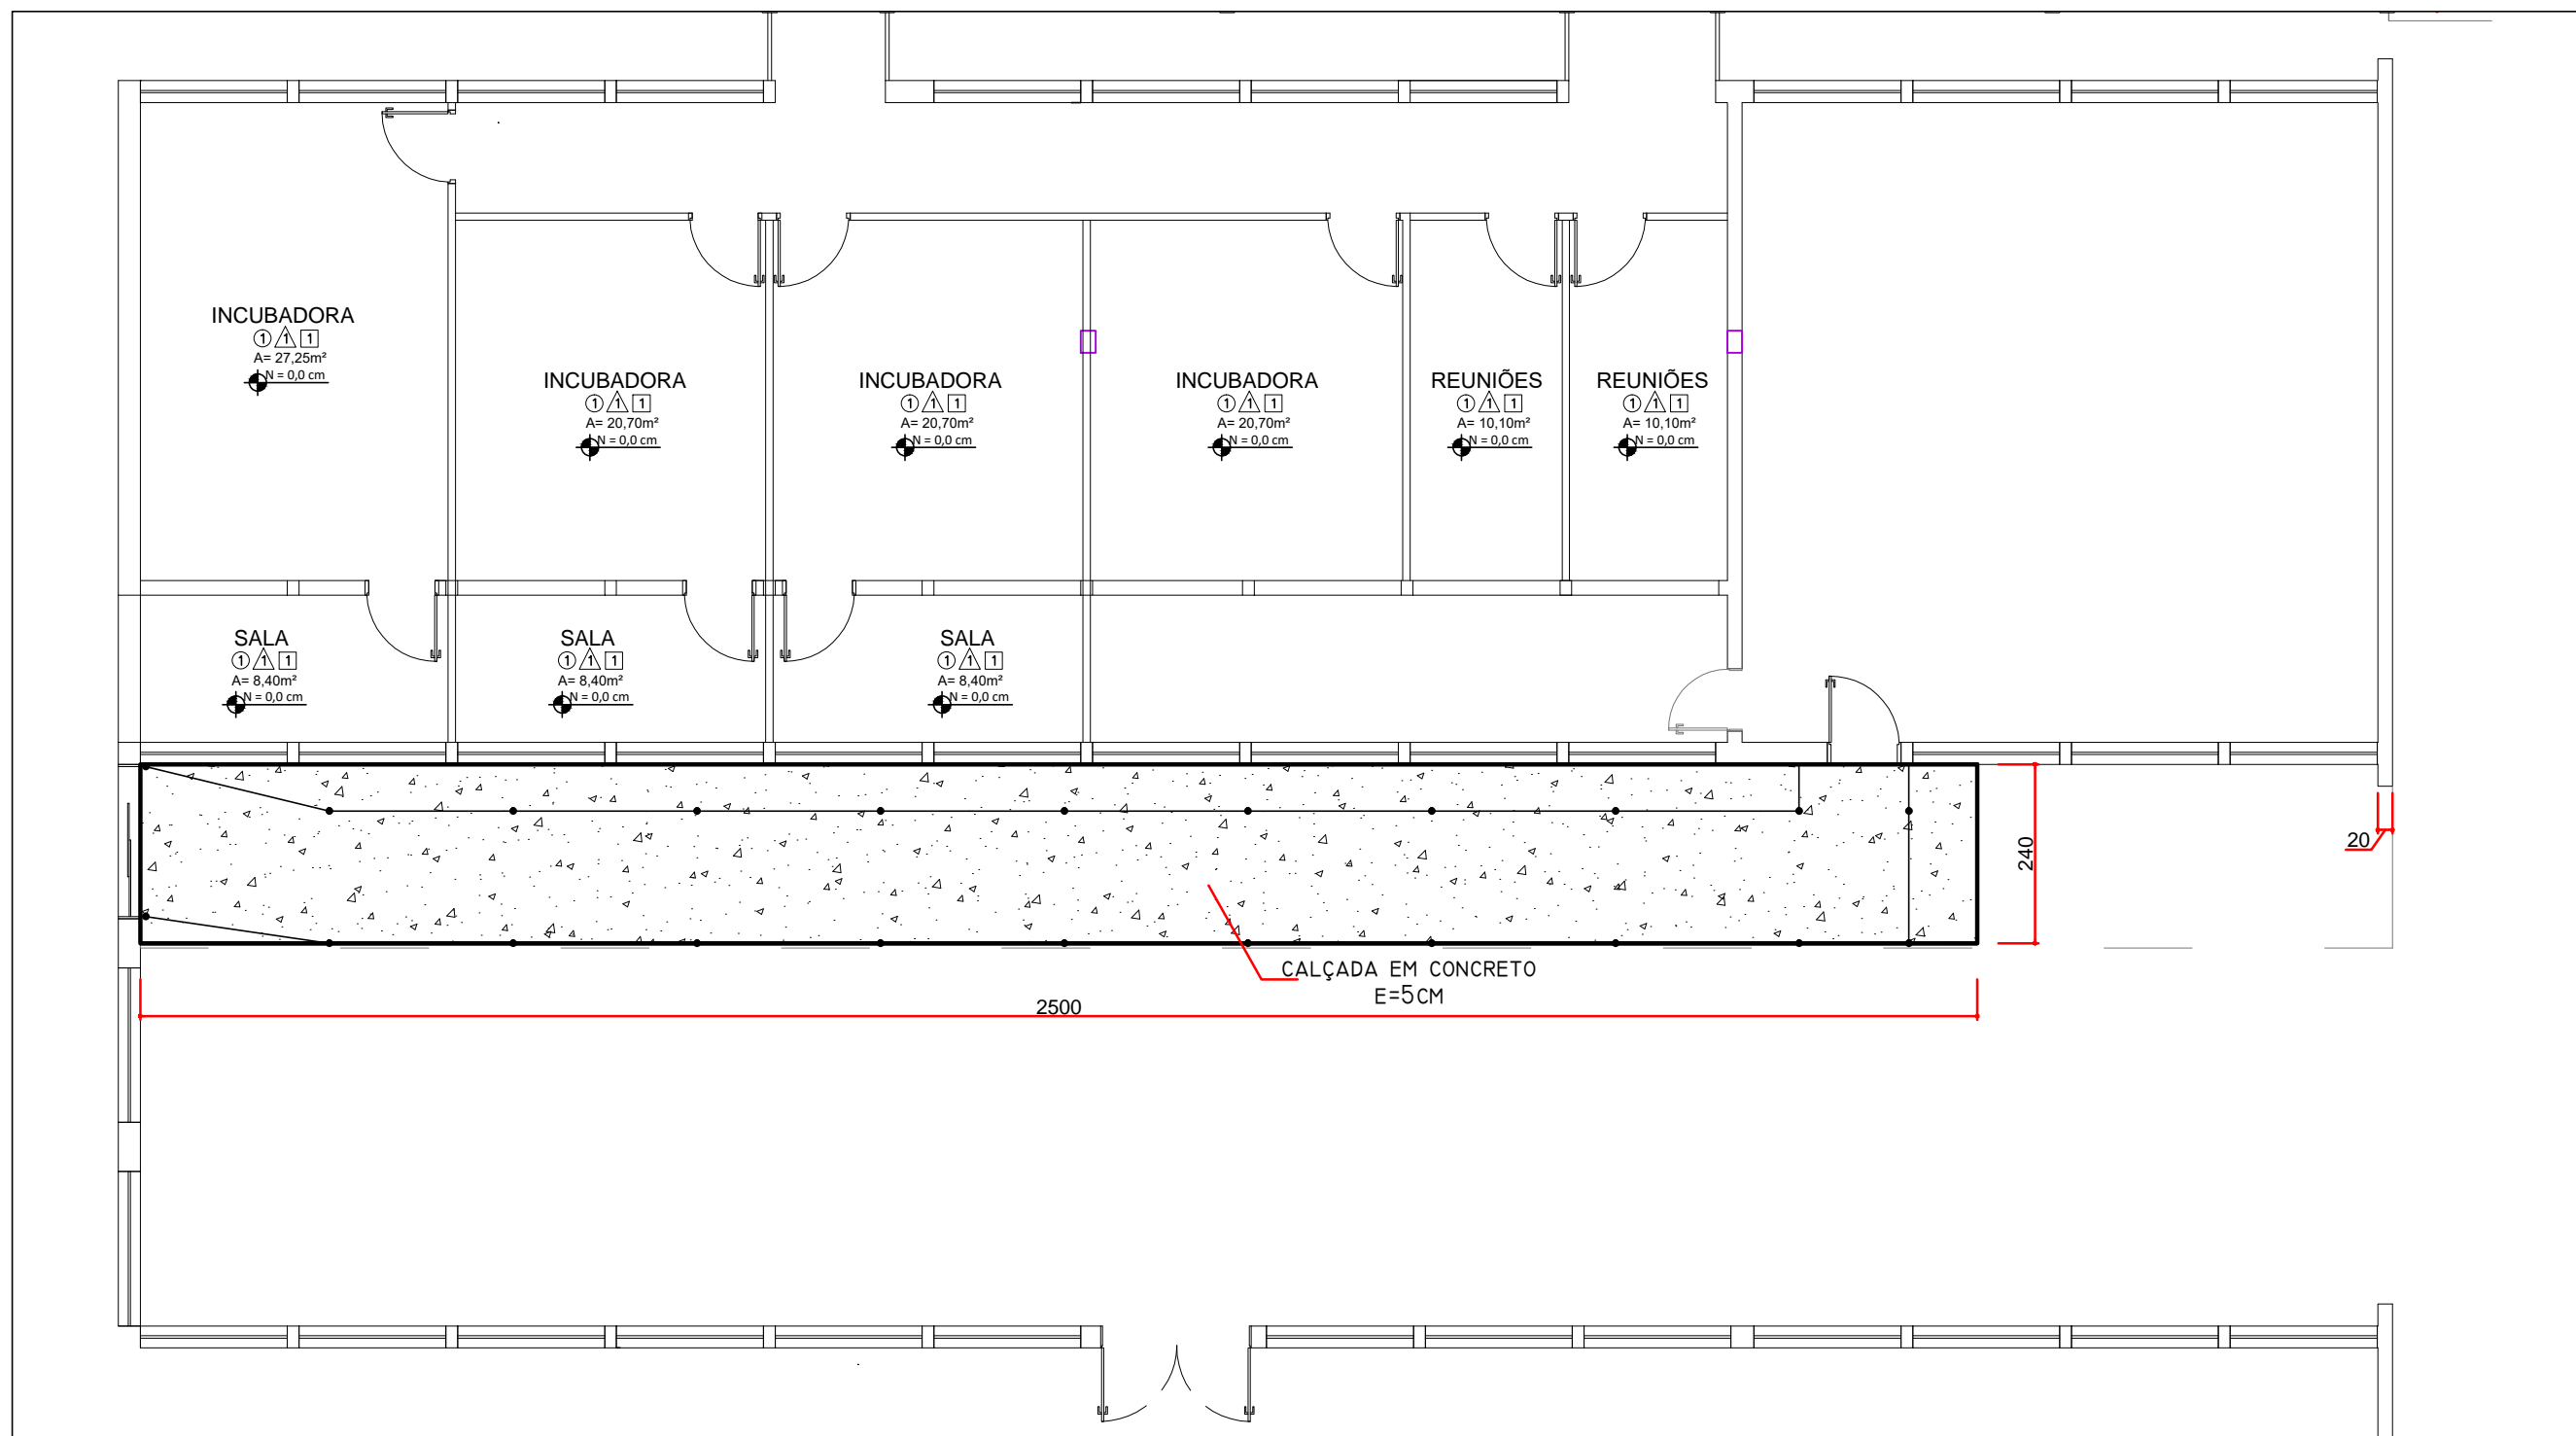 INCUBADORA
1 1 1
A= 27,25m²
N = 0,0 cm
INCUBADORA
1 1 1
A= 20,70m²
N = 0,0 cm
INCUBADORA
1 1 1
A= 20,70m²
N = 0,0 cm
INCUBADORA
1 1 1
A= 20,70m²
N = 0,0 cm
REUNIÕES
1 1 1
A= 10,10m²
N = 0,0 cm
REUNIÕES
1 1 1
A= 10,10m²
N = 0,0 cm
SALA
1 1 1
A= 8,40m²
N = 0,0 cm
SALA
1 1 1
A= 8,40m²
N = 0,0 cm
SALA
1 1 1
A= 8,40m²
N = 0,0 cm
240
20
CALÇADA EM CONCRETO
E=5CM
2500